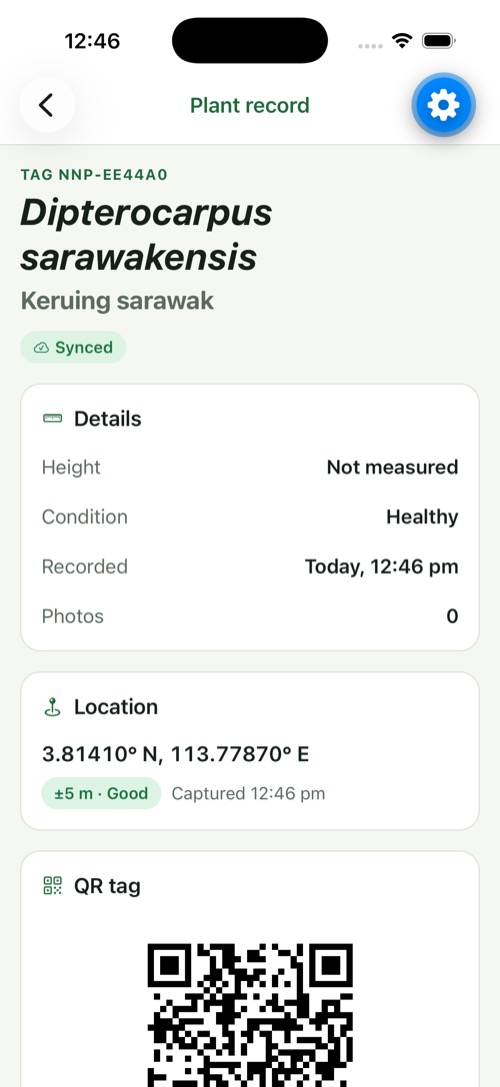 12:46
Plant record
TAG NNP-EE44A0
Dipterocarpus
sarawakensis
Keruing sarawak
Synced
Details
Height Not measured
Condition Healthy
Recorded Today, 12:46 pm
Photos 0
Location
3.81410° N, 113.77870° E
±5 m · Good Captured 12:46 pm
QR tag